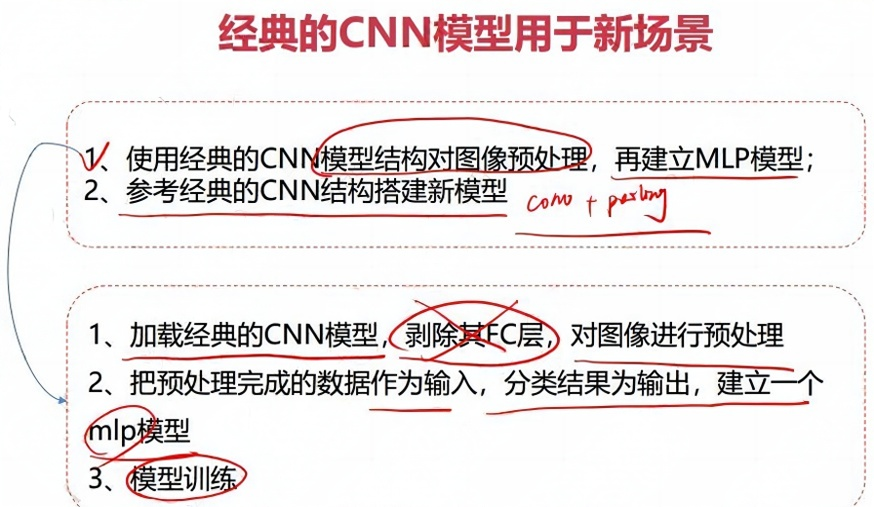 经典的CNN模型用于新场景
1、使用经典的CNN模型结构对图像预处理，再建立MLP模型；
2、参考经典的CNN结构搭建新模型
conv +
1、加载经典的CNN模型，剥除其FC层，对图像进行预处理
2、把预处理完成的数据作为输入，分类结果为输出，建立一个
mlp模型
3、模型训练